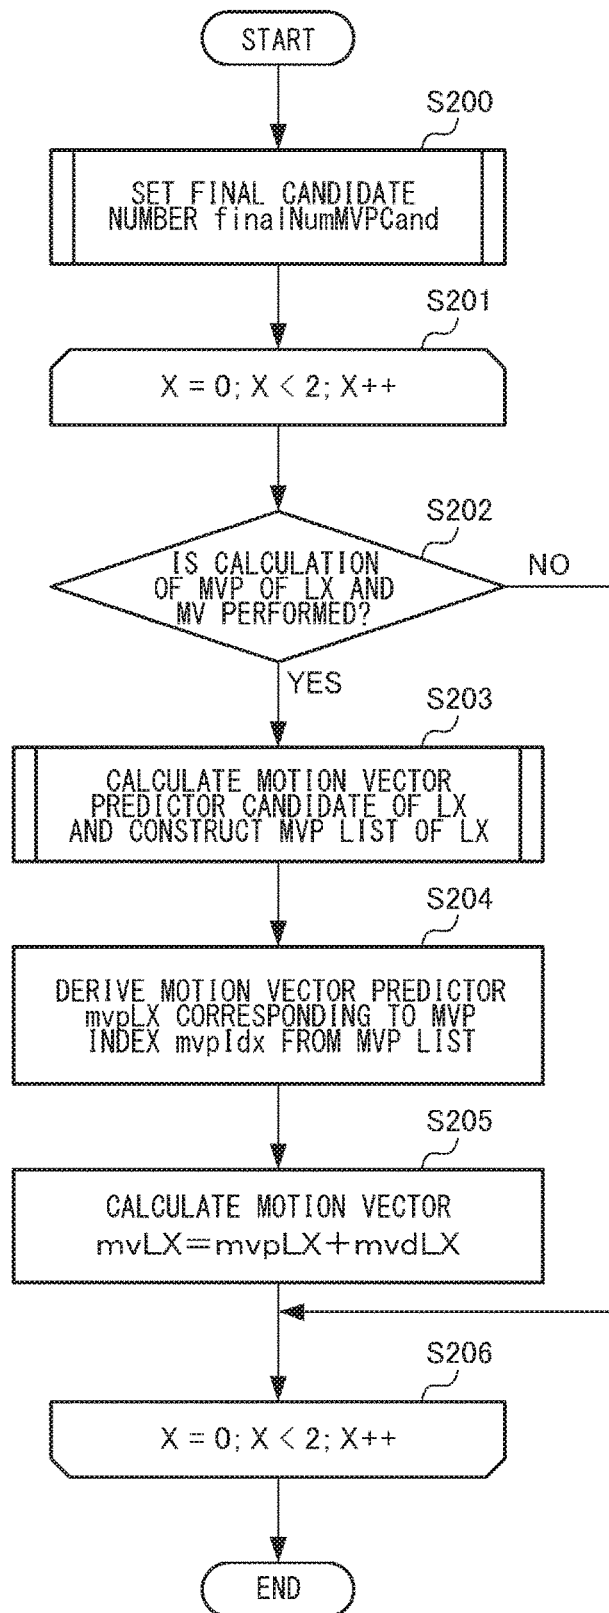 START
S200
SET FINAL CANDIDATE
NUMBER finalNumMVPCand
S201
X = 0; X < 2; X++
S202
IS CALCULATION
OF MVP OF LX AND
MV PERFORMED?
NO
YES
S203
CALCULATE MOTION VECTOR
PREDICTOR CANDIDATE OF LX
AND CONSTRUCT MVP LIST OF LX
S204
DERIVE MOTION VECTOR PREDICTOR
mvpLX CORRESPONDING TO MVP
INDEX mvpIdx FROM MVP LIST
S205
CALCULATE MOTION VECTOR
mvLX=mvpLX+mvdLX
S206
X = 0; X < 2; X++
END